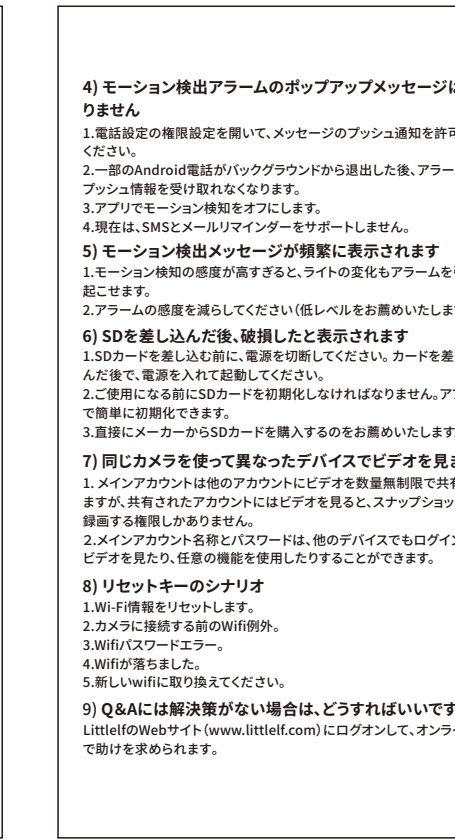 4) モーション検出アラームのポップアップメッセージに
りません
1.電話設定の権限設定を開いて、メッセージのプッシュ通知を許可
ください。
2.一部のAndroid電話がバックグラウンドから退出した後、アラー
プッシュ情報を受け取れなくなります。
3.アプリでモーション検知をオフにします。
4.現在は、SMSとメールリマインダーをサポートしません。
5) モーション検出メッセージが頻繁に表示されます
1.モーション検知の感度が高すぎると、ライトの変化もアラームを
起こせます。
2.アラームの感度を減らしてください(低レベルをお薦めいたしま
6) SDを差し込んだ後、破損したと表示されます
1.SDカードを差し込む前に、電源を切断してください。カードを差
んだ後で、電源を入れて起動してください。
2.ご使用になる前にSDカードを初期化しなければなりません。ア
で簡単に初期化できます。
3.直接にメーカーからSDカードを購入するのをお薦めいたします
7) 同じカメラを使って異なったデバイスでビデオを見ま
1. メインアカウントは他のアカウントにビデオを数量無制限で共有
ますが、共有されたアカウントにはビデオを見ると、スナップショッ
録画する権限しかありません。
2.メインアカウント名称とパスワードは、他のデバイスでもログイン
ビデオを見たり、任意の機能を使用したりすることができます。
8) リセットキーのシナリオ
1.Wi-Fi情報をリセットします。
2.カメラに接続する前のWifi例外。
3.Wifiパスワードエラー。
4.Wifiが落ちました。
5.新しいwifiに取り換えてください。
9) Q&Aには解決策がない場合は、どうすればいいです
LittlelfのWebサイト(www.littlelf.com)にログオンして、オンラ
で助けを求められます。